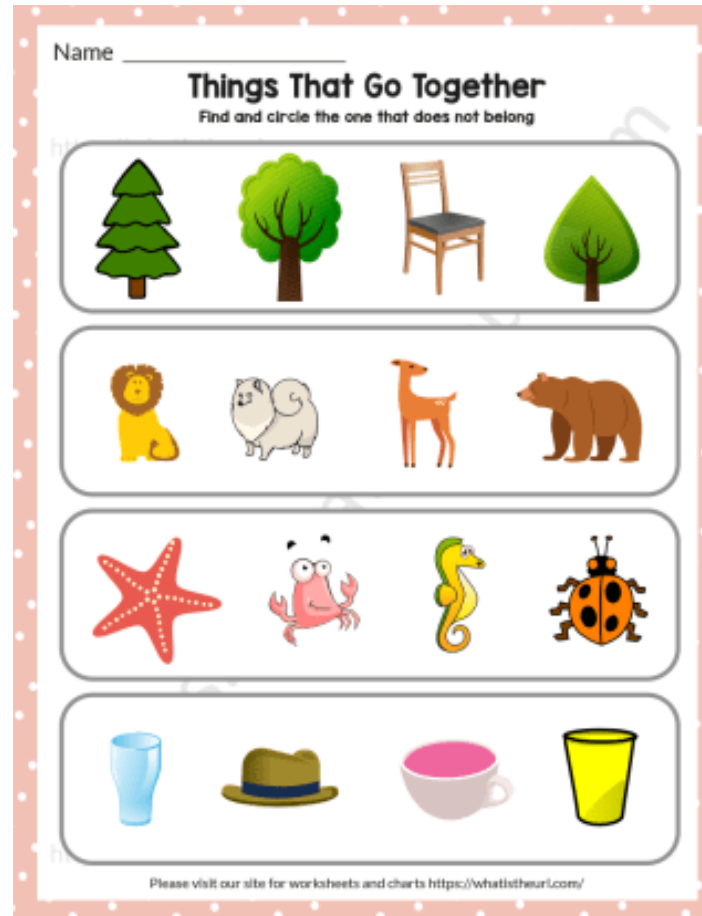 Name
Things That Go Together
Find and circle the one that does not belong
Please visit our site for worksheets and charts https://whatistheurl.com/